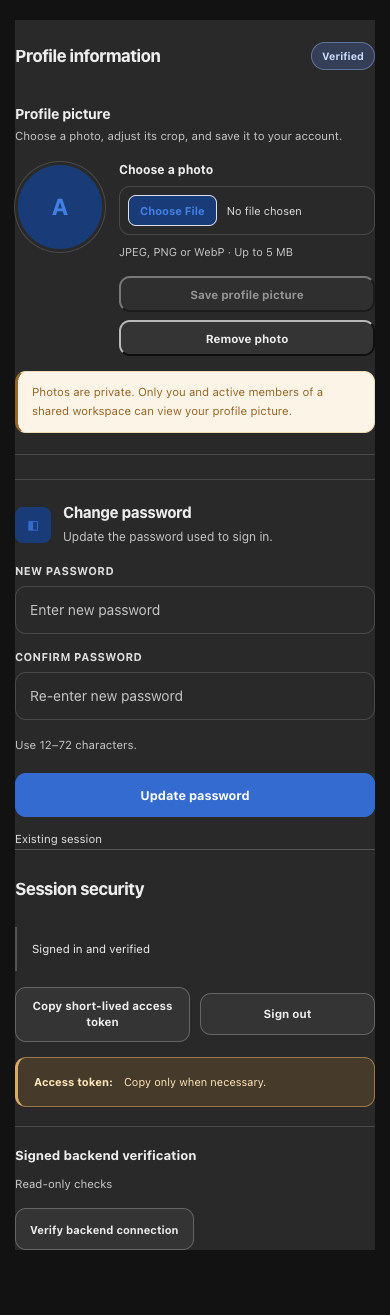 Profile information
Verified
Profile picture
Choose a photo, adjust its crop, and save it to your account.
A
Choose a photo
Choose File No file chosen
JPEG, PNG or WebP · Up to 5 MB
Save profile picture
Remove photo
Photos are private. Only you and active members of a
shared workspace can view your profile picture.
Change password
Update the password used to sign in.
NEW PASSWORD
Enter new password
CONFIRM PASSWORD
Re-enter new password
Use 12–72 characters.
Update password
Existing session
Session security
Signed in and verified
Copy short-lived access
token
Sign out
Access token: Copy only when necessary.
Signed backend verification
Read-only checks
Verify backend connection